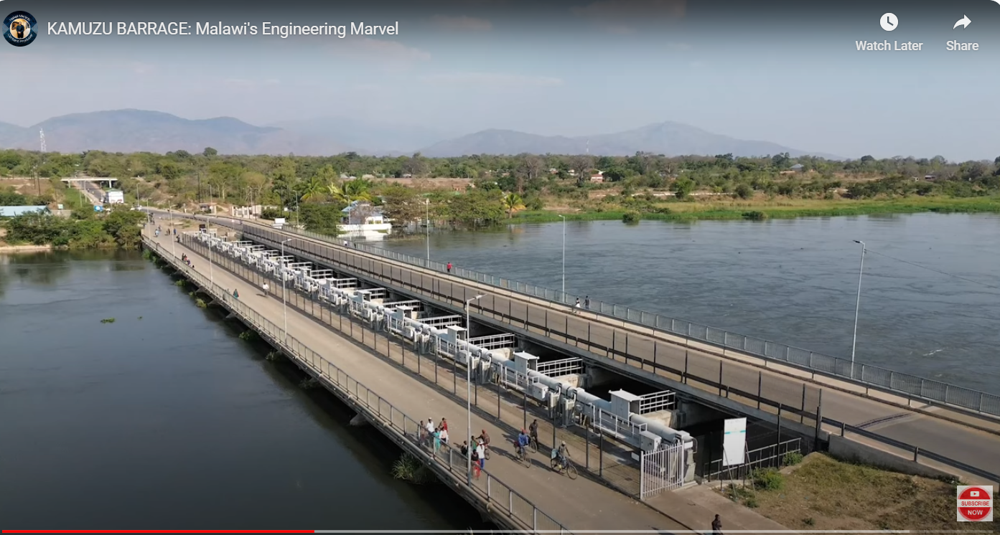 KAMUZU BARRAGE: Malawi's Engineering Marvel
Watch Later
Share
SUBSCRIBE
NOW